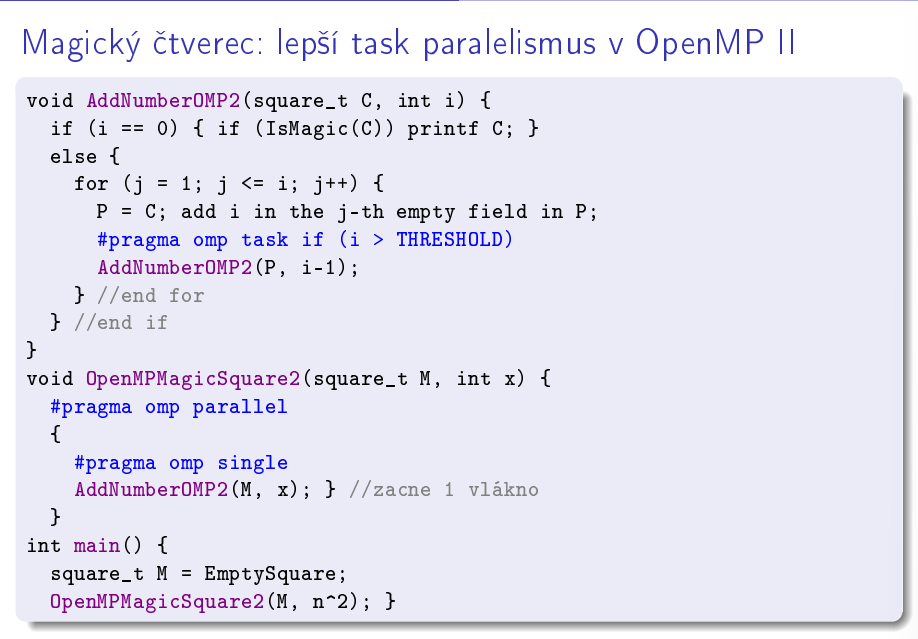 Magický čtverec: lepší task paralelismus v OpenMP II
void AddNumberOMP2(square_t C, int i) {
  if (i == 0) { if (IsMagic(C)) printf C; }
  else {
    for (j = 1; j <= i; j++) {
      P = C; add i in the j-th empty field in P;
      #pragma omp task if (i > THRESHOLD)
      AddNumberOMP2(P, i-1);
    } //end for
  } //end if
}
void OpenMPMagicSquare2(square_t M, int x) {
  #pragma omp parallel
  {
    #pragma omp single
    AddNumberOMP2(M, x); } //zacne 1 vlákno
  }
int main() {
  square_t M = EmptySquare;
  OpenMPMagicSquare2(M, n^2); }